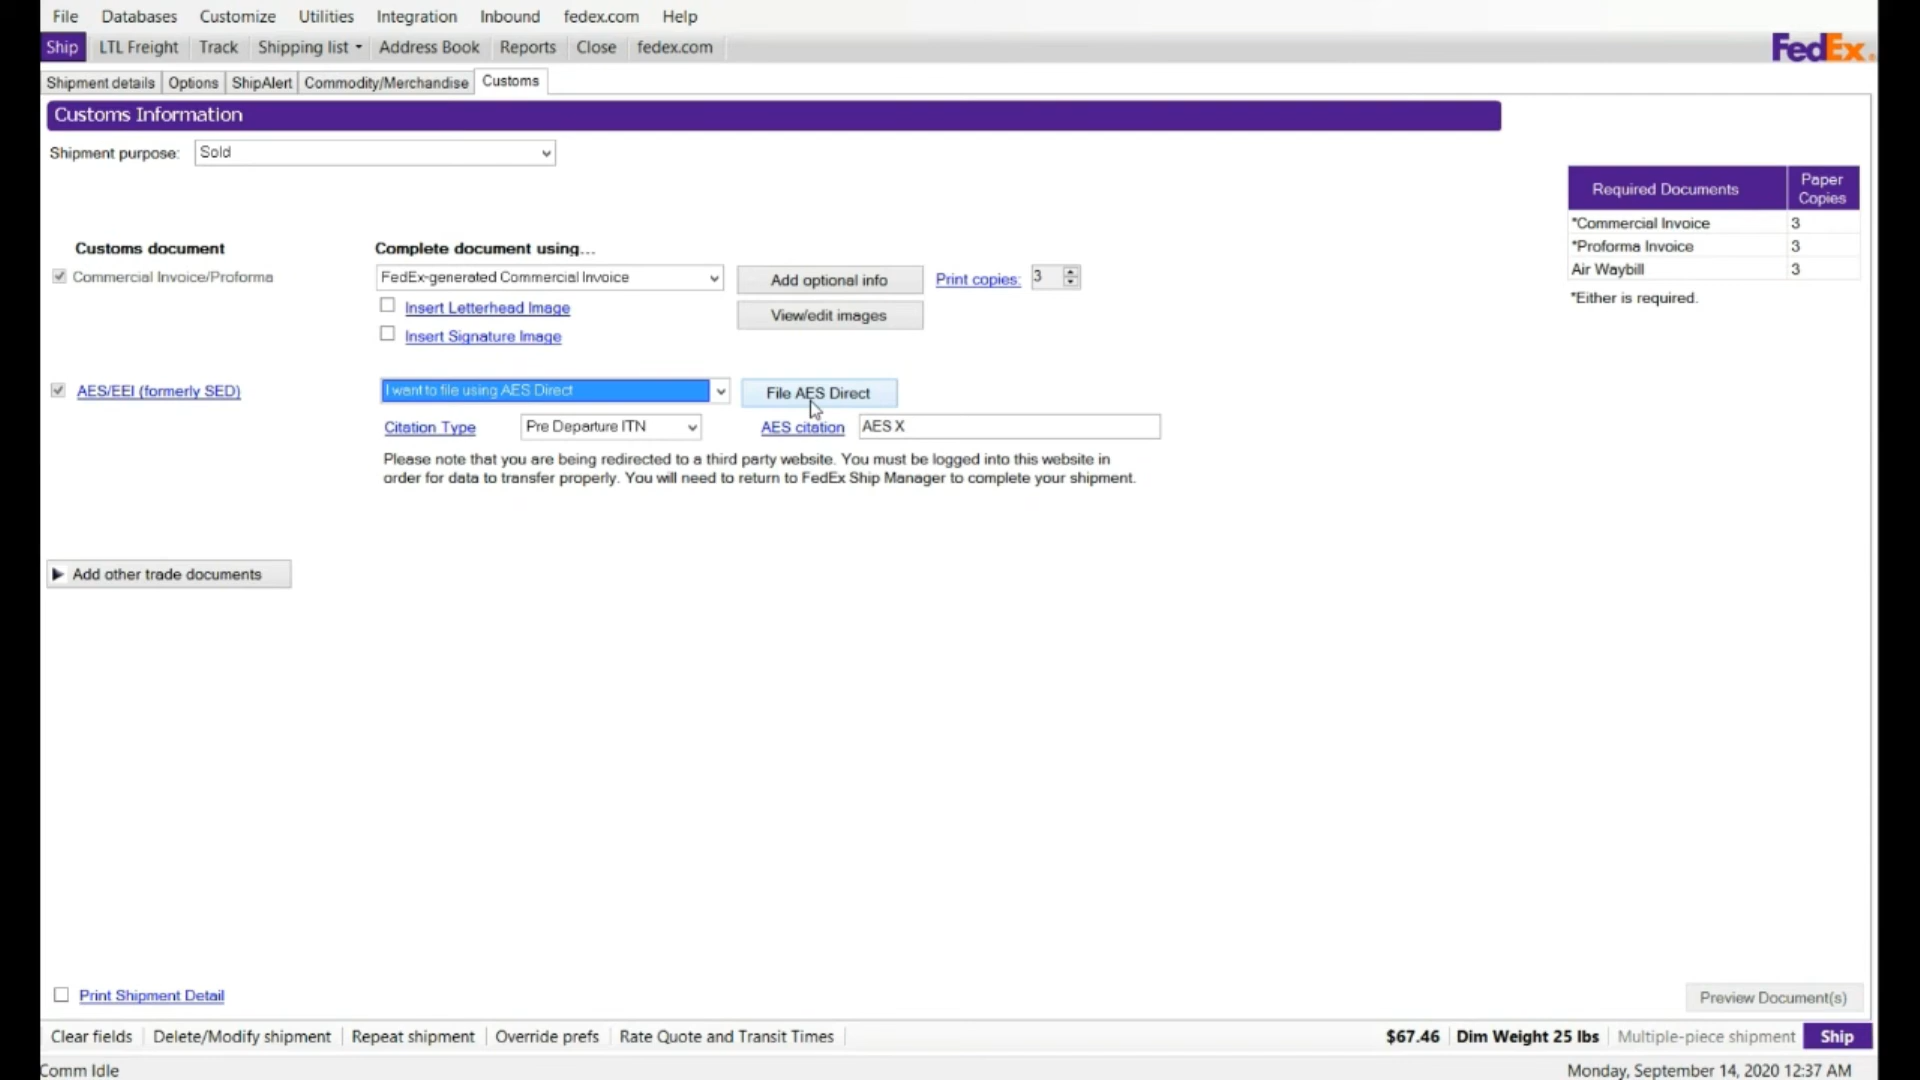 File Databases Customize Utilities Integration Inbound fedex.com Help
Ship LTL Freight Track Shipping list Address Book Reports Close fedex.com
FedEx.
Shipment details Options ShipAlert Commodity/Merchandise Customs
Customs Information
Shipment purpose: Sold
Required Documents Paper Copies
*Commercial Invoice 3
*Proforma Invoice 3
Air Waybill 3
*Either is required.
Customs document Complete document using...
Commercial Invoice/Proforma FedEx-generated Commercial Invoice Add optional info Print copies: 3
Insert Letterhead Image View/edit images
Insert Signature Image
AES/EEI (formerly SED) I want to file using AES Direct File AES Direct
Citation Type Pre Departure ITN AES citation AES X
Please note that you are being redirected to a third party website. You must be logged into this website in
order for data to transfer properly. You will need to return to FedEx Ship Manager to complete your shipment.
Add other trade documents
Print Shipment Detail Preview Document(s)
Clear fields Delete/Modify shipment Repeat shipment Override prefs Rate Quote and Transit Times $67.46 Dim Weight 25 lbs Multiple-piece shipment Ship
Comm Idle Monday, September 14, 2020 12:37 AM